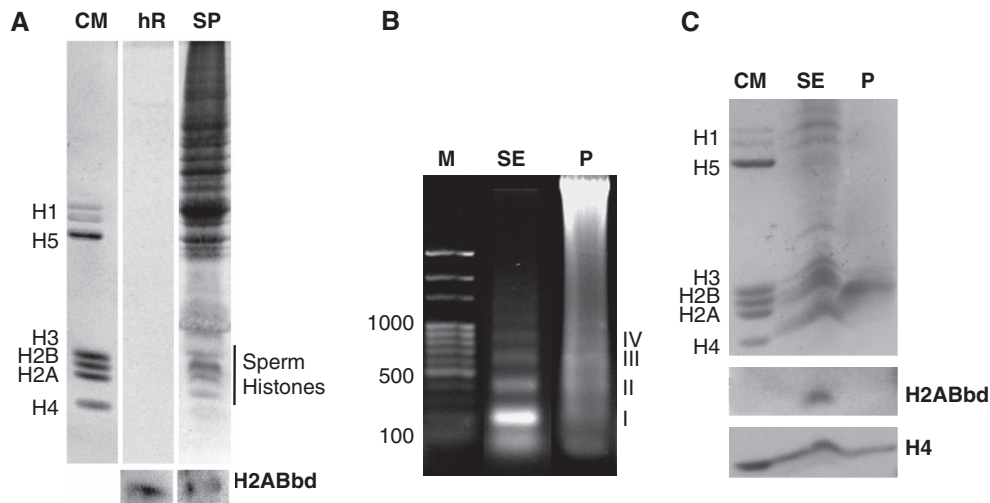 A
CM hR SP
H1
H5
H3
H2B
H2A
H4
Sperm
Histones
H2ABbd
B
M SE P
1000
500
100
IV
III
II
I
C
CM SE P
H1
H5
H3
H2B
H2A
H4
H2ABbd
H4